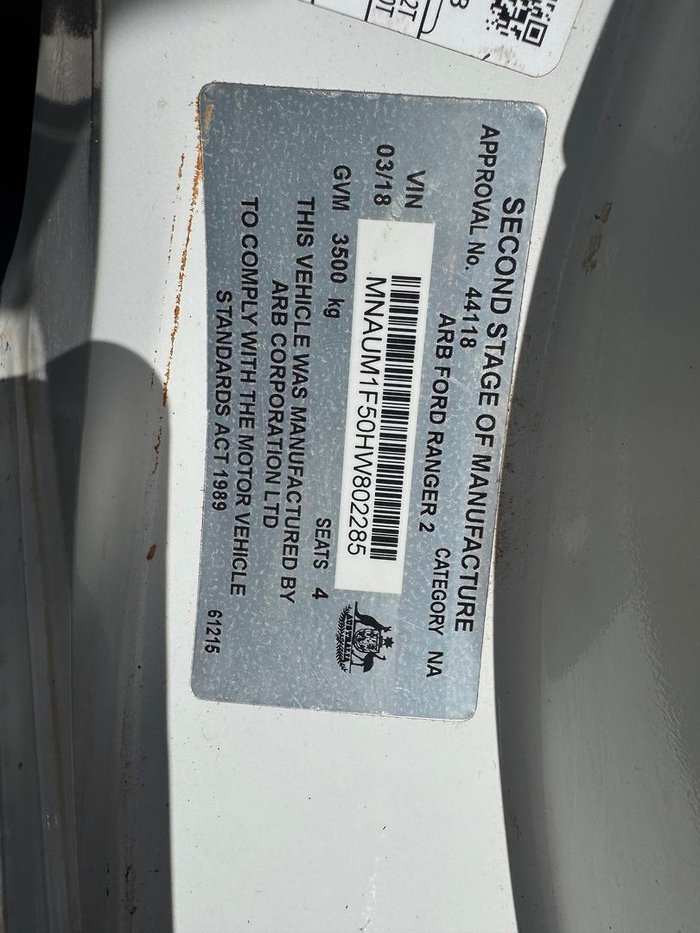 SECOND STAGE OF MANUFACTURE
APPROVAL No. 44118 CATEGORY NA
ARB FORD RANGER 2
VIN
03/18
MNAUM1F50HW802285
GVM 3500 kg SEATS 4
THIS VEHICLE WAS MANUFACTURED BY
ARB CORPORATION LTD
TO COMPLY WITH THE MOTOR VEHICLE
STANDARDS ACT 1989
61215